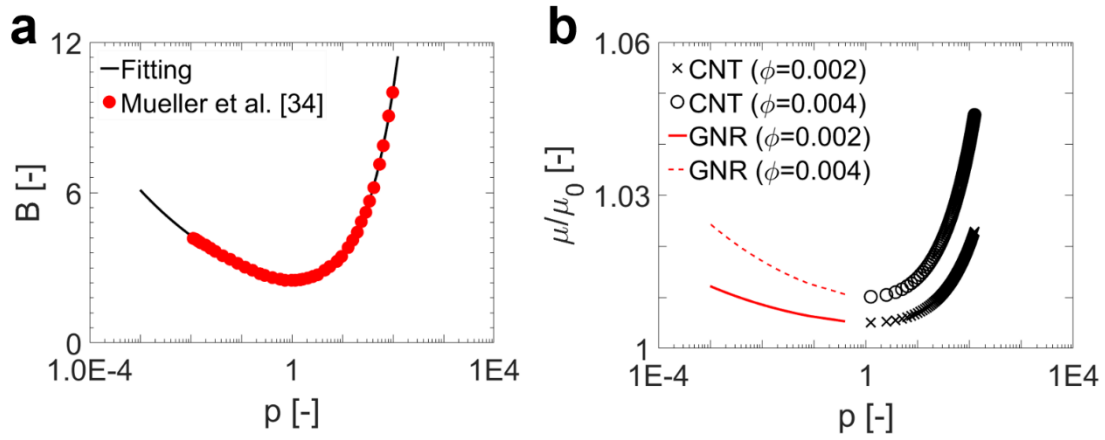 a
12
Fitting
Mueller et al. [34]
B [-]
6
0
1.0E-4
1
1E4
p [-]
b
1.06
CNT (ϕ=0.002)
CNT (ϕ=0.004)
GNR (ϕ=0.002)
GNR (ϕ=0.004)
μ/μ0 [-]
1.03
1
1E-4
1
1E4
p [-]